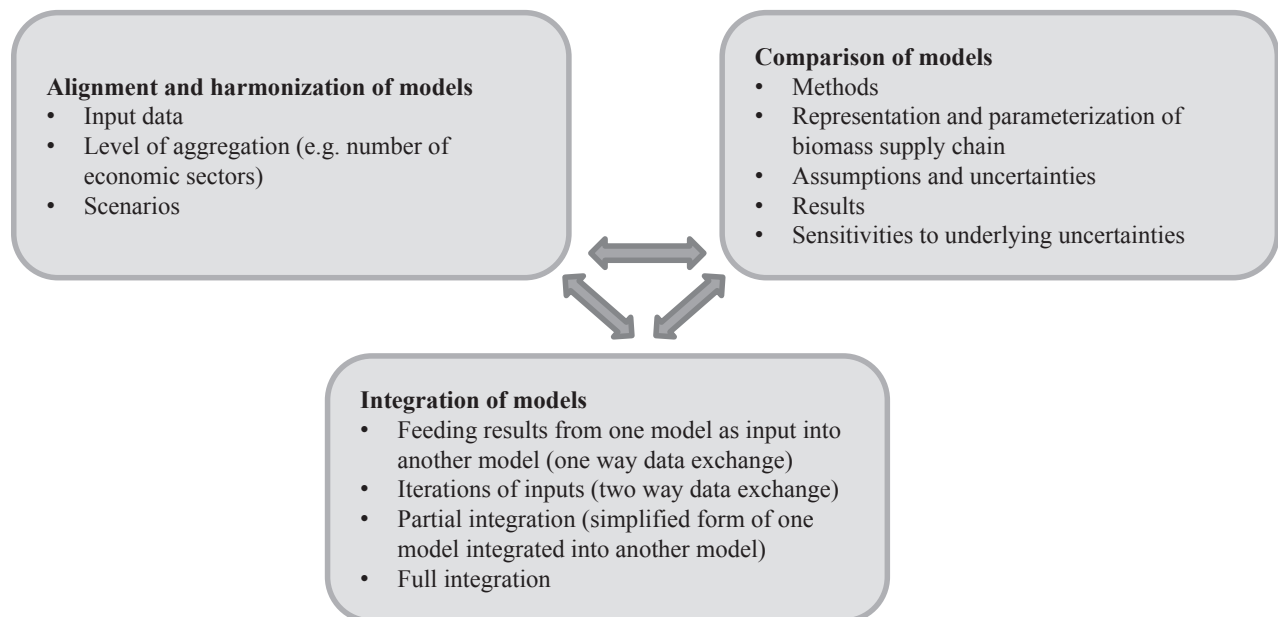 Alignment and harmonization of models
• Input data
• Level of aggregation (e.g. number of
economic sectors)
• Scenarios
Comparison of models
• Methods
• Representation and parameterization of
biomass supply chain
• Assumptions and uncertainties
• Results
• Sensitivities to underlying uncertainties
Integration of models
• Feeding results from one model as input into
another model (one way data exchange)
• Iterations of inputs (two way data exchange)
• Partial integration (simplified form of one
model integrated into another model)
• Full integration